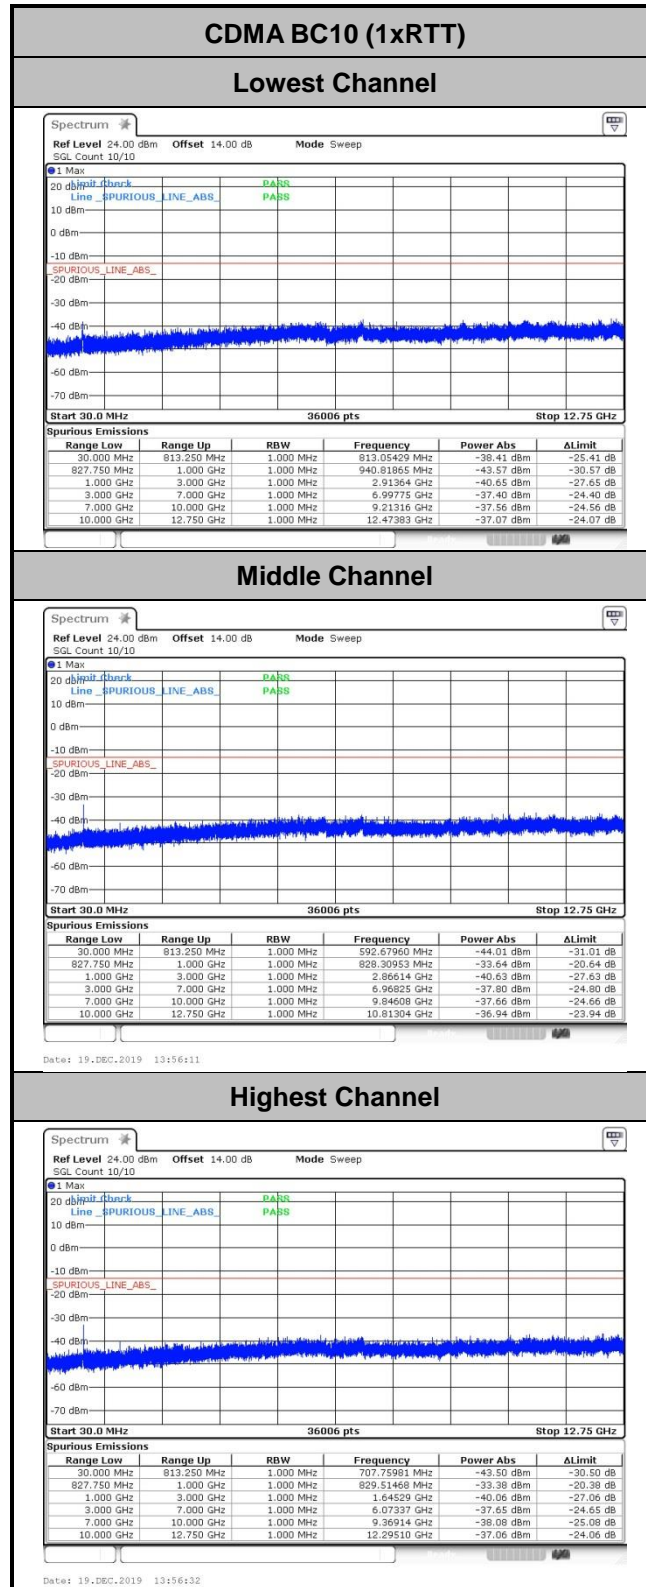 CDMA BC10 (1xRTT)
Lowest Channel
Spectrum
Ref Level 24.00 dBm Offset 14.00 dB Mode Sweep
SGL Count 10/10
1 Max
20 dBm Limit Check PASS
Line _SPURIOUS_LINE_ABS_ PASS
10 dBm
0 dBm
-10 dBm
_SPURIOUS_LINE_ABS_
-20 dBm
-30 dBm
-40 dBm
-60 dBm
-70 dBm
Start 30.0 MHz 36006 pts Stop 12.75 GHz
Spurious Emissions
Range Low Range Up RBW Frequency Power Abs ΔLimit
30.000 MHz 813.250 MHz 1.000 MHz 813.05429 MHz -38.41 dBm -25.41 dB
827.750 MHz 1.000 GHz 1.000 MHz 940.81865 MHz -43.57 dBm -30.57 dB
1.000 GHz 3.000 GHz 1.000 MHz 2.91364 GHz -40.65 dBm -27.65 dB
3.000 GHz 7.000 GHz 1.000 MHz 6.99775 GHz -37.40 dBm -24.40 dB
7.000 GHz 10.000 GHz 1.000 MHz 9.21316 GHz -37.56 dBm -24.56 dB
10.000 GHz 12.750 GHz 1.000 MHz 12.47383 GHz -37.07 dBm -24.07 dB
Middle Channel
Spectrum
Ref Level 24.00 dBm Offset 14.00 dB Mode Sweep
SGL Count 10/10
1 Max
20 dBm Limit Check PASS
Line _SPURIOUS_LINE_ABS_ PASS
10 dBm
0 dBm
-10 dBm
_SPURIOUS_LINE_ABS_
-20 dBm
-30 dBm
-40 dBm
-60 dBm
-70 dBm
Start 30.0 MHz 36006 pts Stop 12.75 GHz
Spurious Emissions
Range Low Range Up RBW Frequency Power Abs ΔLimit
30.000 MHz 813.250 MHz 1.000 MHz 592.67960 MHz -44.01 dBm -31.01 dB
827.750 MHz 1.000 GHz 1.000 MHz 828.30953 MHz -33.64 dBm -20.64 dB
1.000 GHz 3.000 GHz 1.000 MHz 2.86614 GHz -40.63 dBm -27.63 dB
3.000 GHz 7.000 GHz 1.000 MHz 6.96825 GHz -37.80 dBm -24.80 dB
7.000 GHz 10.000 GHz 1.000 MHz 9.84608 GHz -37.66 dBm -24.66 dB
10.000 GHz 12.750 GHz 1.000 MHz 10.81304 GHz -36.94 dBm -23.94 dB
Date: 19.DEC.2019 13:56:11
Highest Channel
Spectrum
Ref Level 24.00 dBm Offset 14.00 dB Mode Sweep
SGL Count 10/10
1 Max
20 dBm Limit Check PASS
Line _SPURIOUS_LINE_ABS_ PASS
10 dBm
0 dBm
-10 dBm
_SPURIOUS_LINE_ABS_
-20 dBm
-30 dBm
-40 dBm
-60 dBm
-70 dBm
Start 30.0 MHz 36006 pts Stop 12.75 GHz
Spurious Emissions
Range Low Range Up RBW Frequency Power Abs ΔLimit
30.000 MHz 813.250 MHz 1.000 MHz 707.75981 MHz -43.50 dBm -30.50 dB
827.750 MHz 1.000 GHz 1.000 MHz 829.51468 MHz -33.38 dBm -20.38 dB
1.000 GHz 3.000 GHz 1.000 MHz 1.64529 GHz -40.06 dBm -27.06 dB
3.000 GHz 7.000 GHz 1.000 MHz 6.07337 GHz -37.65 dBm -24.65 dB
7.000 GHz 10.000 GHz 1.000 MHz 9.36914 GHz -38.08 dBm -25.08 dB
10.000 GHz 12.750 GHz 1.000 MHz 12.29510 GHz -37.06 dBm -24.06 dB
Date: 19.DEC.2019 13:56:32